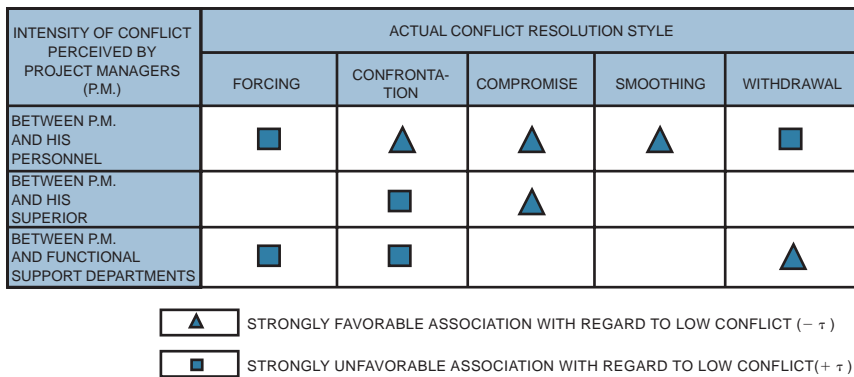 INTENSITY OF CONFLICT
PERCEIVED BY
PROJECT MANAGERS
(P.M.)
ACTUAL CONFLICT RESOLUTION STYLE
FORCING
CONFRONTA-
TION
COMPROMISE
SMOOTHING
WITHDRAWAL
BETWEEN P.M.
AND HIS
PERSONNEL
BETWEEN P.M.
AND HIS
SUPERIOR
BETWEEN P.M.
AND FUNCTIONAL
SUPPORT DEPARTMENTS
STRONGLY FAVORABLE ASSOCIATION WITH REGARD TO LOW CONFLICT (− τ)
STRONGLY UNFAVORABLE ASSOCIATION WITH REGARD TO LOW CONFLICT(+ τ)